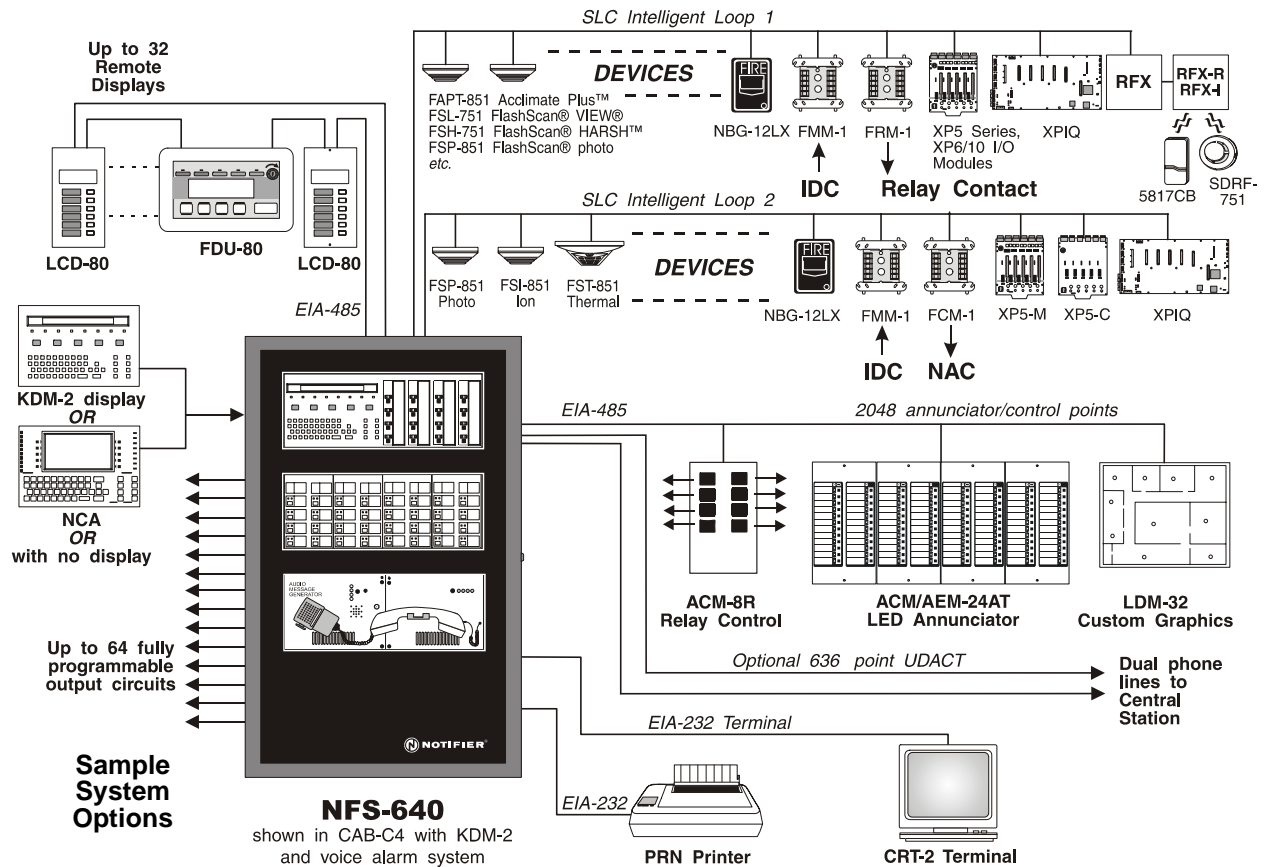 SLC Intelligent Loop 1
Up to 32
Remote
Displays
DEVICES
FIRE
RFX
RFX-R
RFX-I
FAPT-851 Acclimate Plus™
FSL-751 FlashScan® VIEW®
FSH-751 FlashScan® HARSH™
FSP-851 FlashScan® photo
etc.
NBG-12LX
FMM-1
FRM-1
XP5 Series,
XP6/10 I/O
Modules
XPIQ
5817CB
SDRF-
751
IDC
Relay Contact
LCD-80
FDU-80
LCD-80
SLC Intelligent Loop 2
DEVICES
FIRE
FSP-851
Photo
FSI-851
Ion
FST-851
Thermal
NBG-12LX
FMM-1
FCM-1
XP5-M
XP5-C
XPIQ
IDC
NAC
EIA-485
KDM-2 display
OR
NCA
OR
with no display
EIA-485
2048 annunciator/control points
ACM-8R
Relay Control
ACM/AEM-24AT
LED Annunciator
LDM-32
Custom Graphics
AUDIO
MESSAGE
GENERATOR
Up to 64 fully
programmable
output circuits
Optional 636 point UDACT
Dual phone
lines to
Central
Station
EIA-232 Terminal
NOTIFIER®
Sample
System
Options
EIA-232
NFS-640
shown in CAB-C4 with KDM-2
and voice alarm system
PRN Printer
CRT-2 Terminal